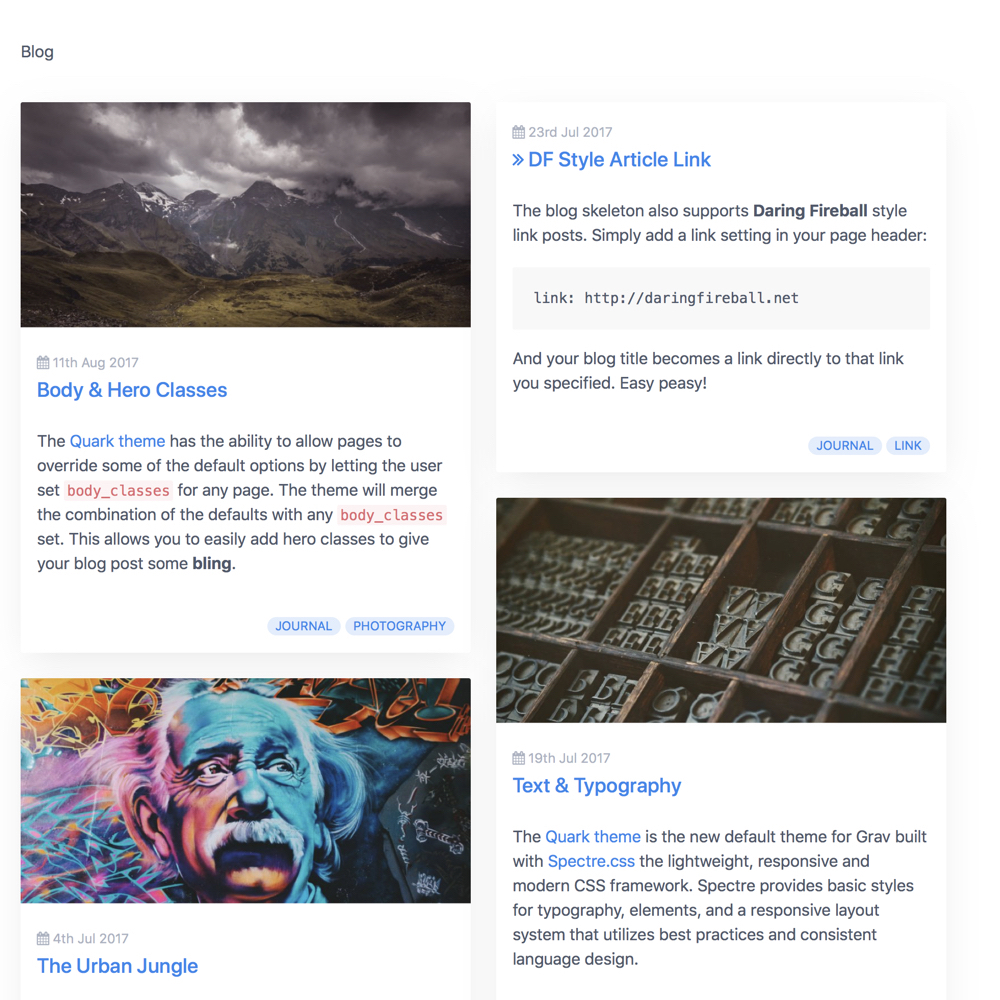 Blog
11th Aug 2017
Body & Hero Classes
The Quark theme has the ability to allow pages to
override some of the default options by letting the user
set body_classes for any page. The theme will merge
the combination of the defaults with any body_classes
set. This allows you to easily add hero classes to give
your blog post some bling.
JOURNAL PHOTOGRAPHY
4th Jul 2017
The Urban Jungle
23rd Jul 2017
» DF Style Article Link
The blog skeleton also supports Daring Fireball style
link posts. Simply add a link setting in your page header:
link: http://daringfireball.net
And your blog title becomes a link directly to that link
you specified. Easy peasy!
JOURNAL LINK
19th Jul 2017
Text & Typography
The Quark theme is the new default theme for Grav built
with Spectre.css the lightweight, responsive and
modern CSS framework. Spectre provides basic styles
for typography, elements, and a responsive layout
system that utilizes best practices and consistent
language design.